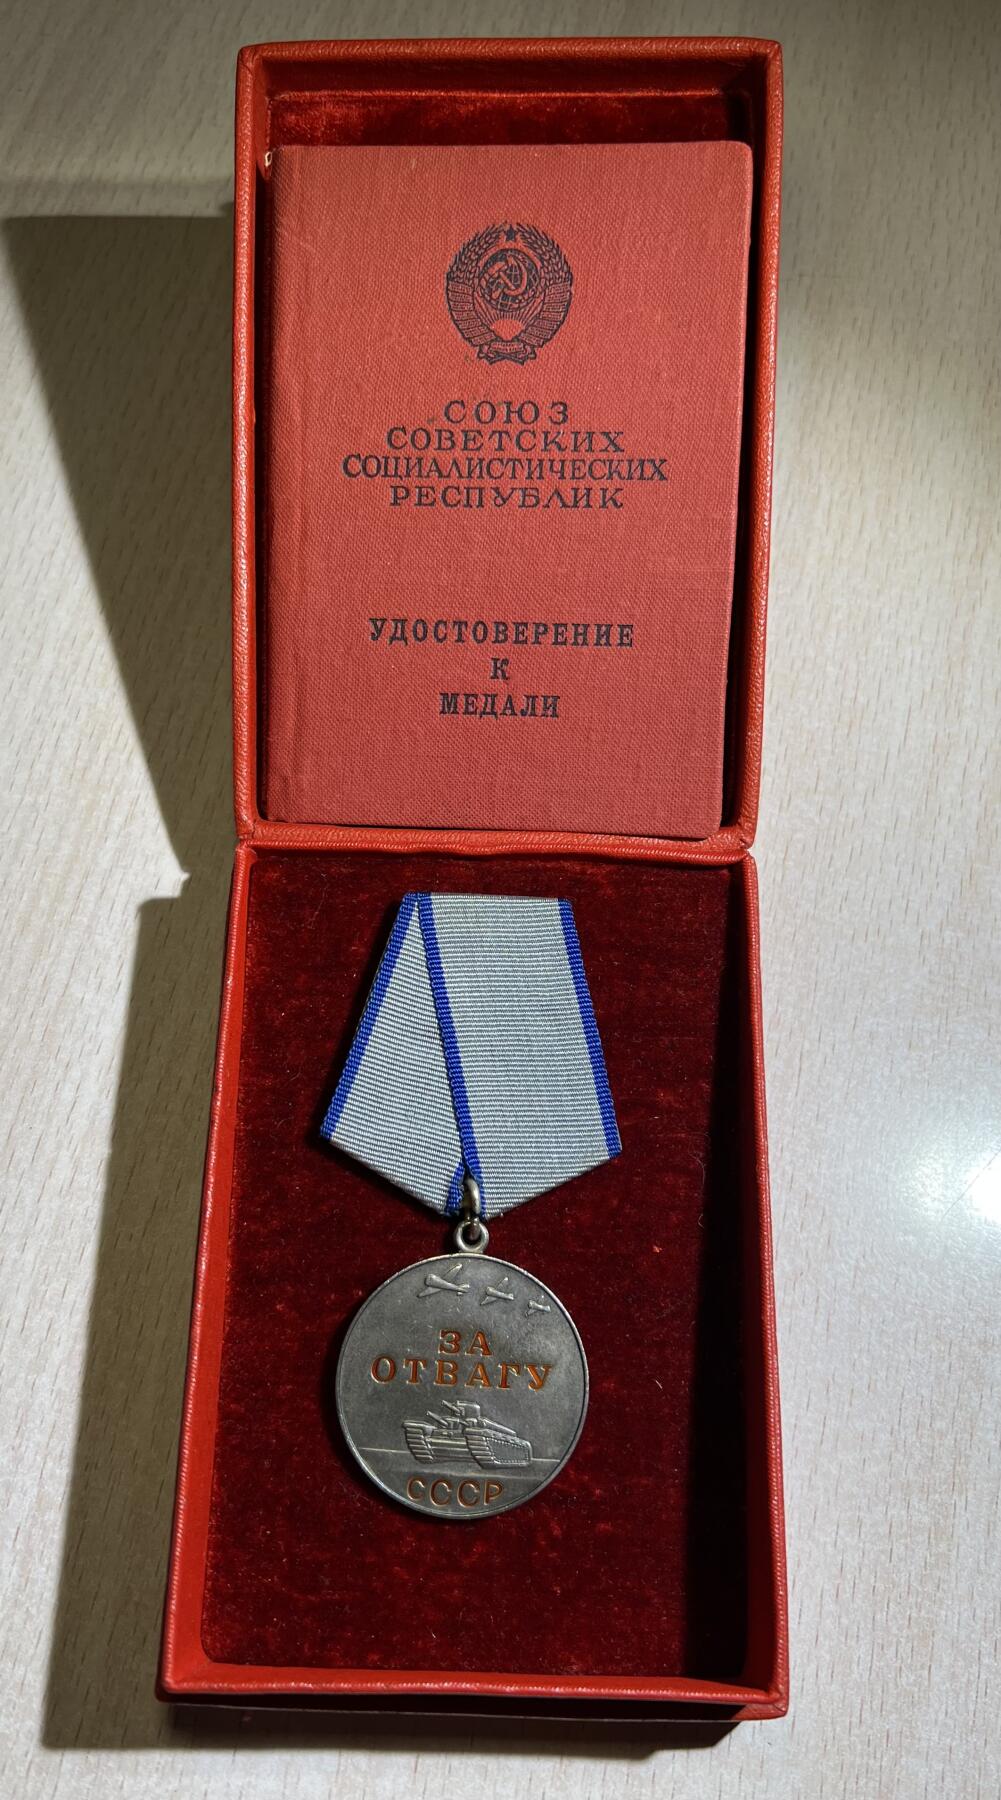 СОЮЗ
СОВЕТСКИХ
СОЦИАЛИСТИЧЕСКИХ
РЕСПУБЛИК
УДОСТОВЕРЕНИЕ
К
МЕДАЛИ
ЗА
ОТВАГУ
СССР